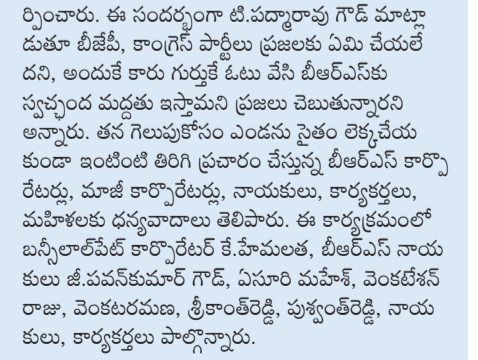 ర్పించారు. ఈ సందర్భంగా టి.పద్మారావు గౌడ్ మాట్లా
డుతూ బీజేపీ, కాంగ్రెస్ పార్టీలు ప్రజలకు ఏమి చేయలే
దని, అందుకే కారు గుర్తుకే ఓటు వేసి బీఆర్ఎస్‌కు
స్వచ్ఛంద మద్దతు ఇస్తామని ప్రజలు చెబుతున్నారని
అన్నారు. తన గెలుపుకోసం ఎండను సైతం లెక్కచేయ
కుండా ఇంటింటి తిరిగి ప్రచారం చేస్తున్న బీఆర్ఎస్ కార్పొ
రేటర్లు, మాజీ కార్పొరేటర్లు, నాయకులు, కార్యకర్తలు,
మహిళలకు ధన్యవాదాలు తెలిపారు. ఈ కార్యక్రమంలో
బన్సీలాల్‌పేట్ కార్పొరేటర్ కే.హేమలత, బీఆర్ఎస్ నాయ
కులు జీ.పవన్‌కుమార్ గౌడ్, ఏసూరి మహేశ్, వెంకటేశన్
రాజు, వెంకటరమణ, శ్రీకాంత్‌రెడ్డి, పుశ్వంత్‌రెడ్డి, నాయ
కులు, కార్యకర్తలు పాల్గొన్నారు.